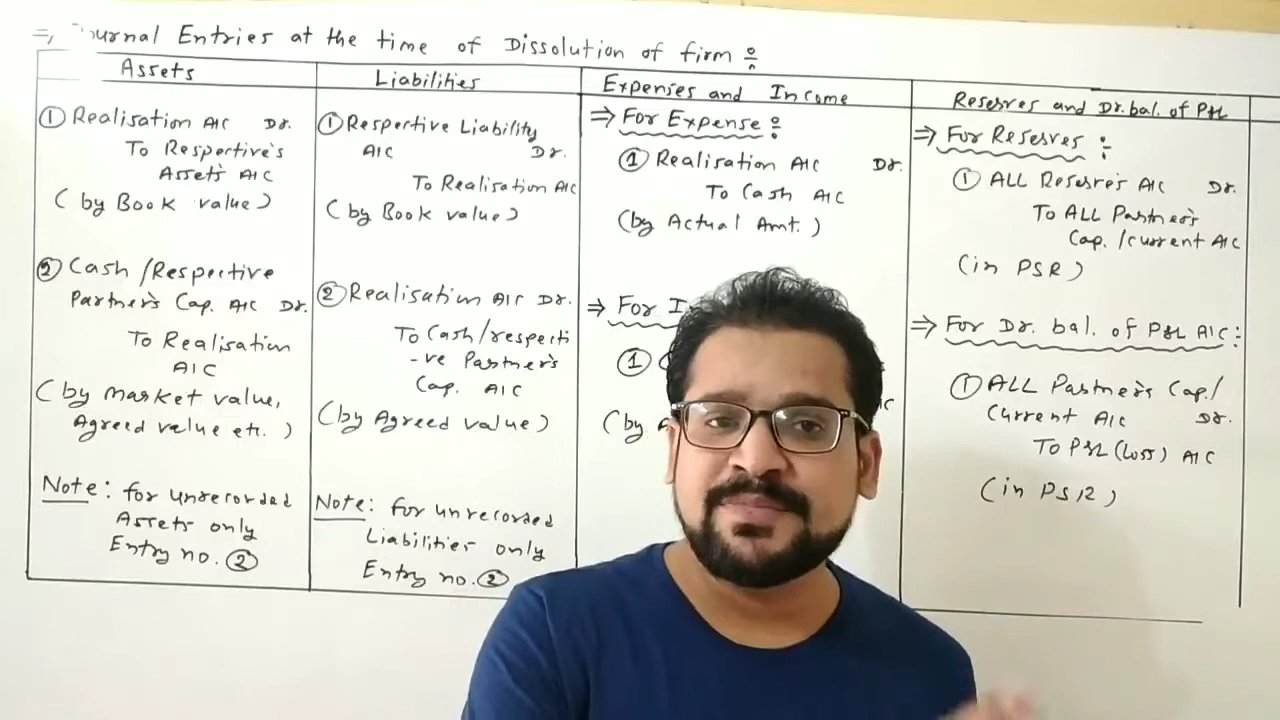 =, Journal Entries at the time of Dissolution of firm :
Assets
① Realisation A/C Dr.
To Respective's
Assets A/C
(by Book value)
② Cash /Respective
Partner's Cap. A/C Dr.
To Realisation
A/C
(by market value,
Agreed value etc.)
Note: for unrecorded
Assets only
Entry no. ②
Liabilities
① Respective Liability
A/C Dr.
To Realisation A/C
(by Book value)
② Realisation A/C Dr.
To Cash/respecti
-ve Partner's
Cap. A/C
(by Agreed value)
Note: for unrecorded
Liabilities only
Entry no. ②
Expenses and Income
⇒ For Expense :
① Realisation A/C Dr.
To Cash A/C
(by Actual Amt.)
⇒ For
①
(by
Reserves and Dr. bal. of P&L
⇒ For Reserves :
① ALL Reserves A/C Dr.
To ALL Partner's
Cap. /current A/C
(in PSR)
⇒ For Dr. bal. of P&L A/C :
① ALL Partner's Cap./
Current A/C Dr.
To P&L (Loss) A/C
(in PSR)